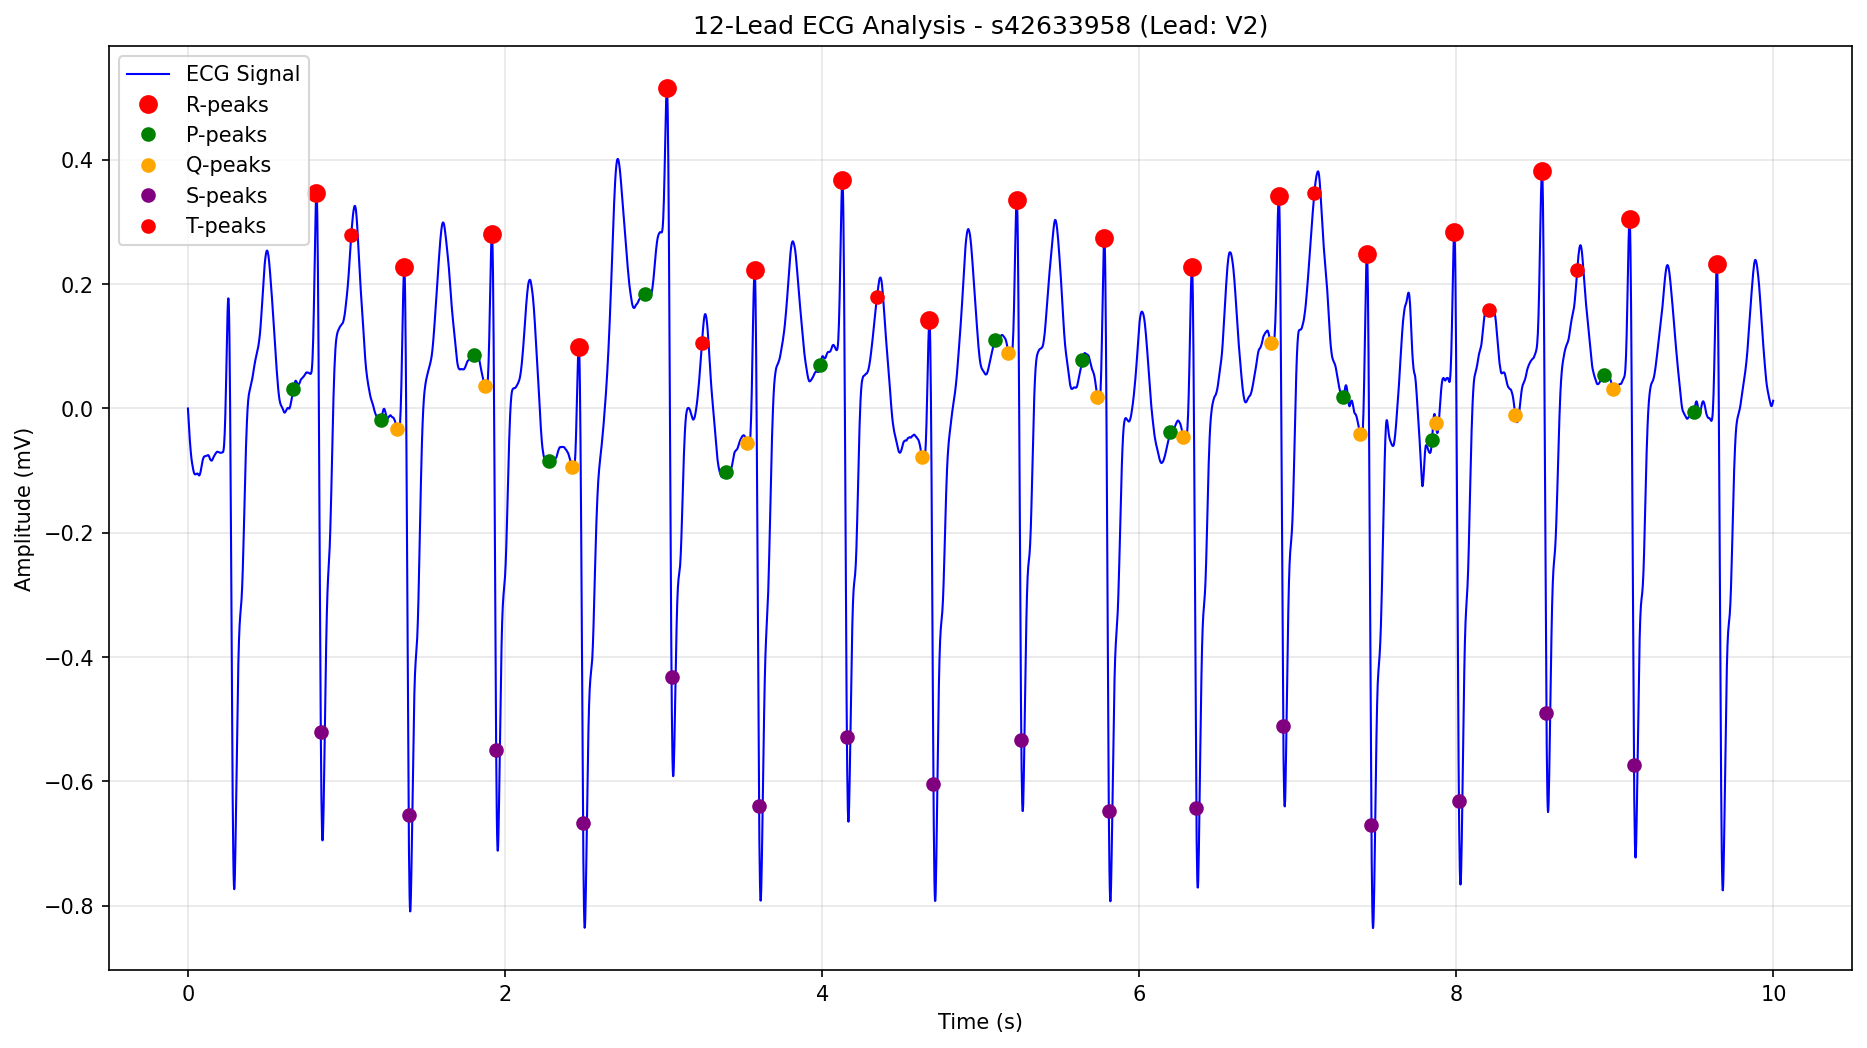 12-Lead ECG Analysis - s42633958 (Lead: V2)
ECG Signal
R-peaks
P-peaks
Q-peaks
S-peaks
T-peaks
Amplitude (mV)
0.4
0.2
0.0
−0.2
−0.4
−0.6
−0.8
0 2 4 6 8 10
Time (s)